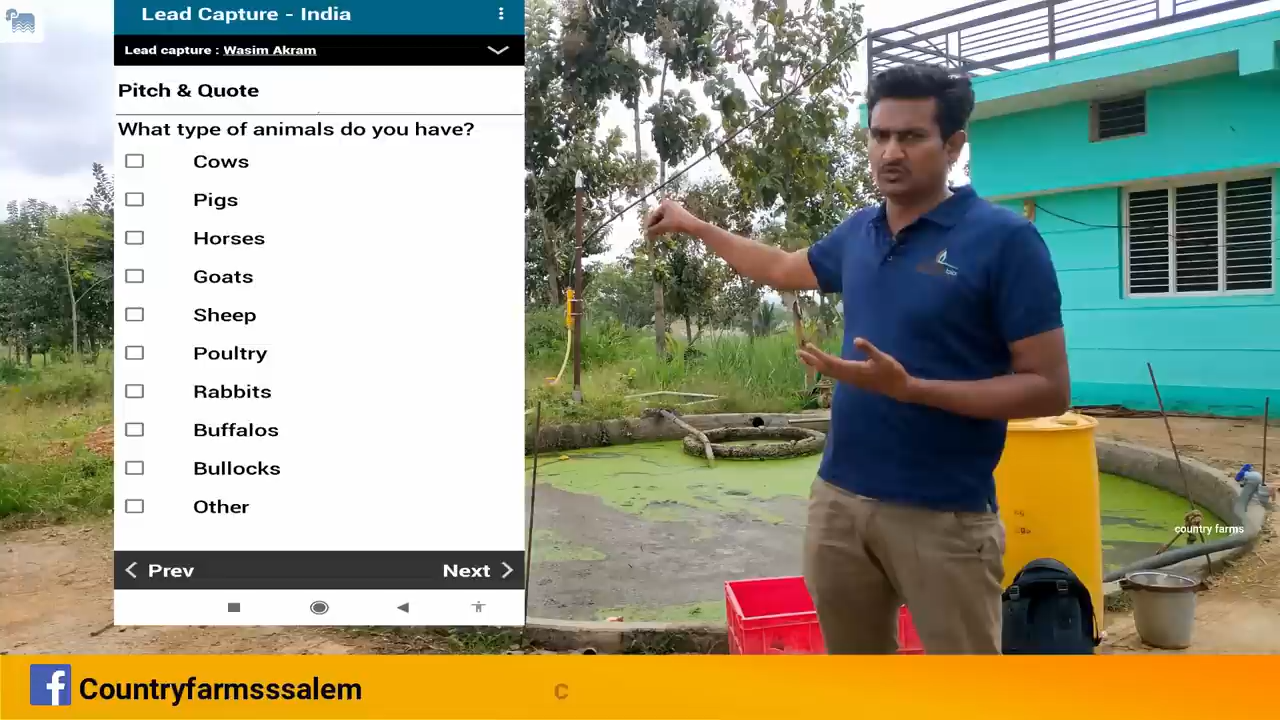 Lead Capture - India
Lead capture : Wasim Akram
Pitch & Quote
What type of animals do you have?
Cows
Pigs
Horses
Goats
Sheep
Poultry
Rabbits
Buffalos
Bullocks
Other
Prev
Next
country farms
Countryfarmsssalem
C